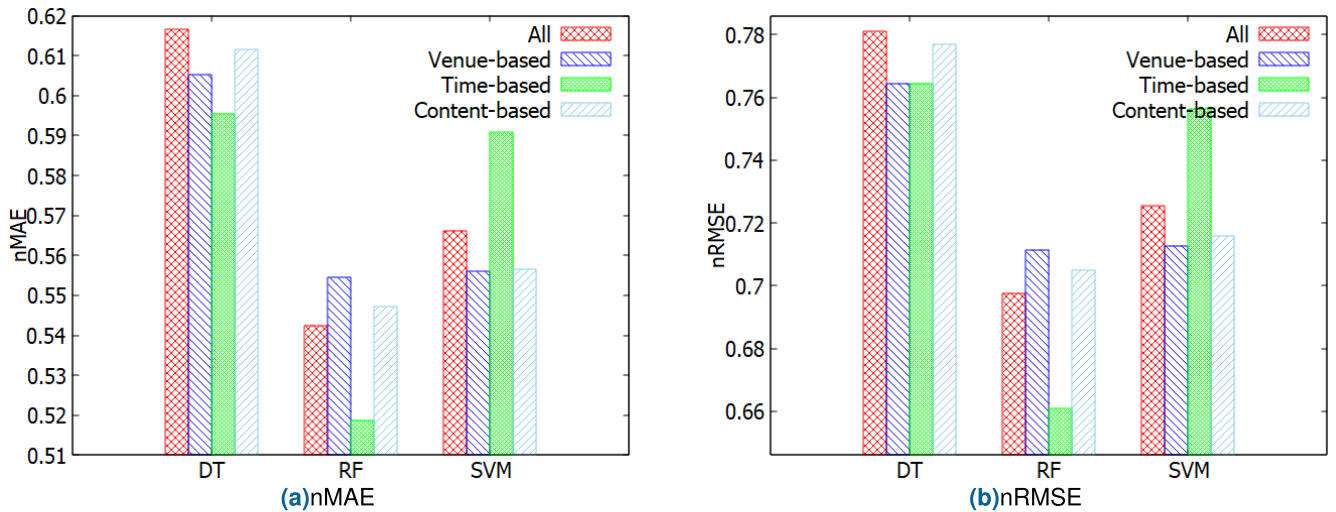 0.62
0.61
0.6
0.59
0.58
0.57
0.56
0.55
0.54
0.53
0.52
0.51
nMAE
All
Venue-based
Time-based
Content-based
DT RF SVM
(a)nMAE
0.78
0.76
0.74
0.72
0.7
0.68
0.66
nRMSE
All
Venue-based
Time-based
Content-based
DT RF SVM
(b)nRMSE